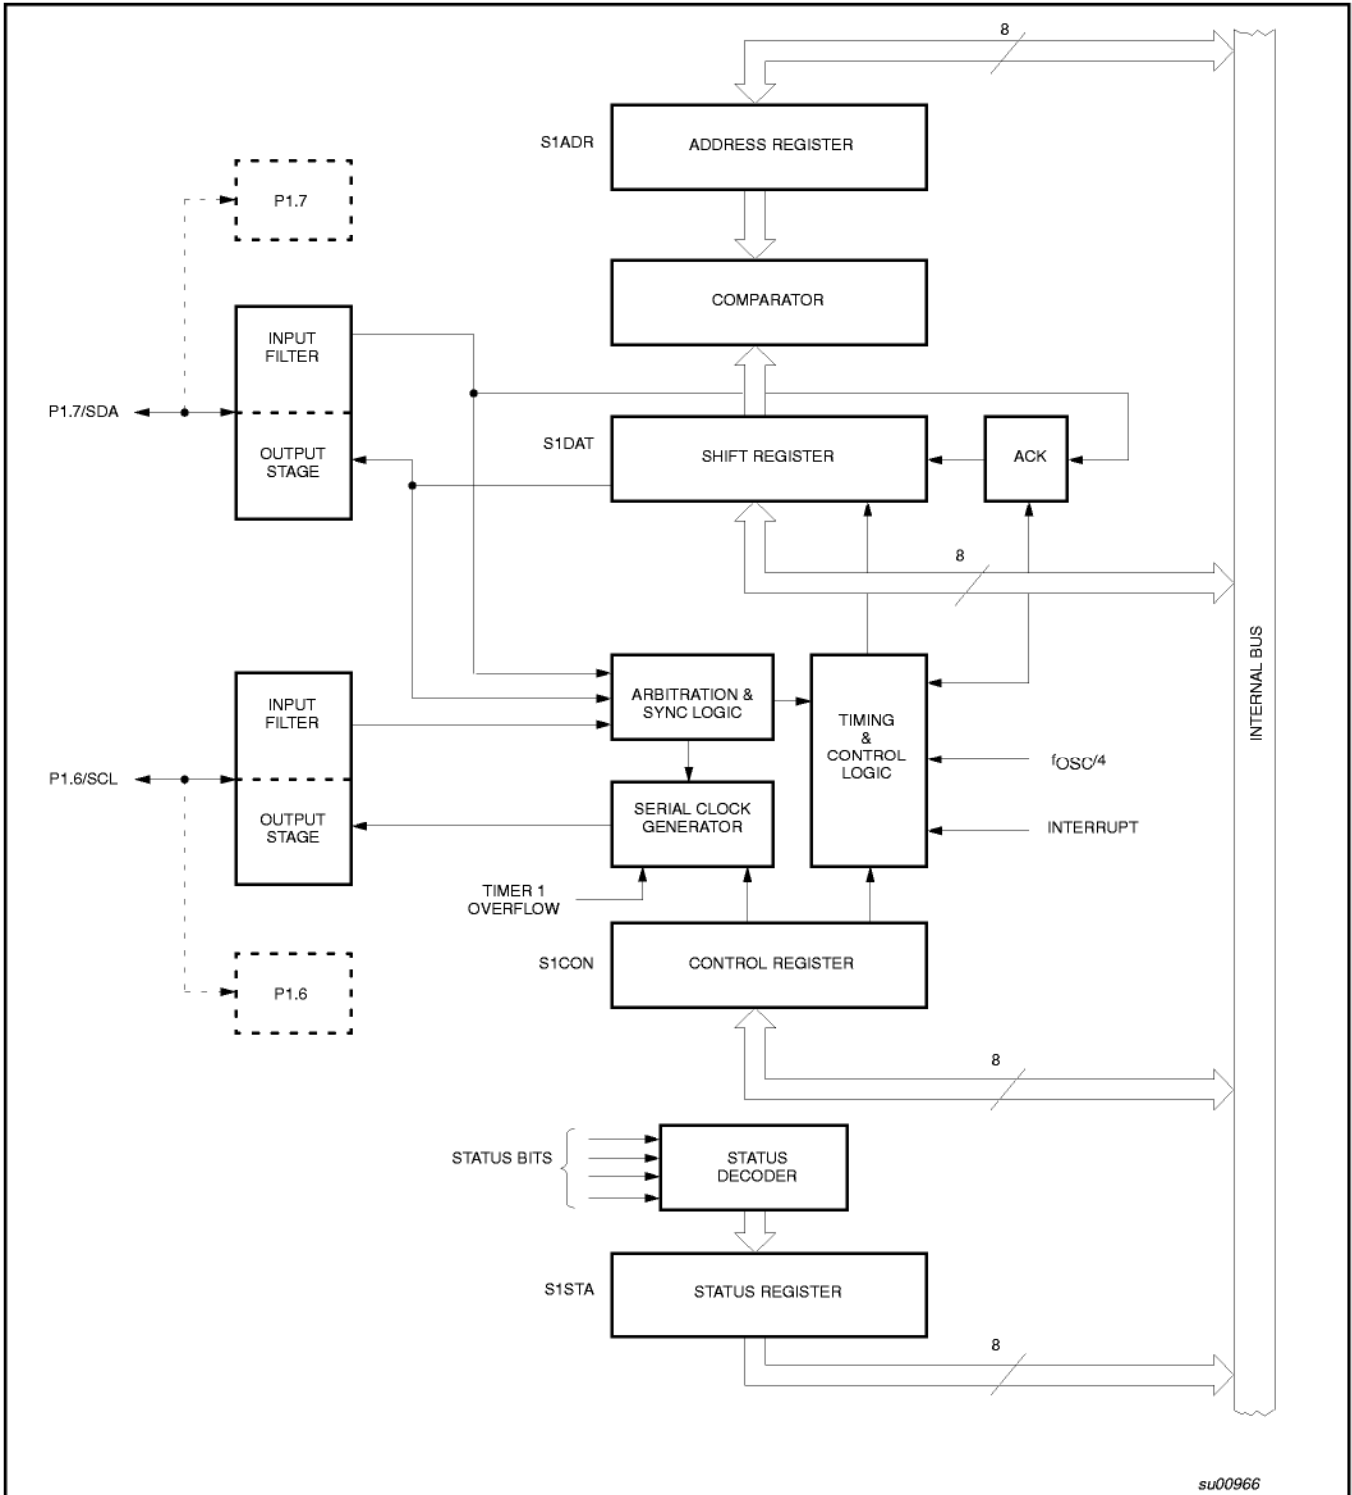 8
S1ADR
ADDRESS REGISTER
P1.7
COMPARATOR
INPUT
FILTER
P1.7/SDA
OUTPUT
STAGE
S1DAT
SHIFT REGISTER
ACK
8
INTERNAL BUS
INPUT
FILTER
ARBITRATION &
SYNC LOGIC
TIMING
&
CONTROL
LOGIC
fOSC/4
P1.6/SCL
OUTPUT
STAGE
SERIAL CLOCK
GENERATOR
INTERRUPT
TIMER 1
OVERFLOW
S1CON
CONTROL REGISTER
P1.6
8
STATUS BITS
STATUS
DECODER
S1STA
STATUS REGISTER
8
su00966